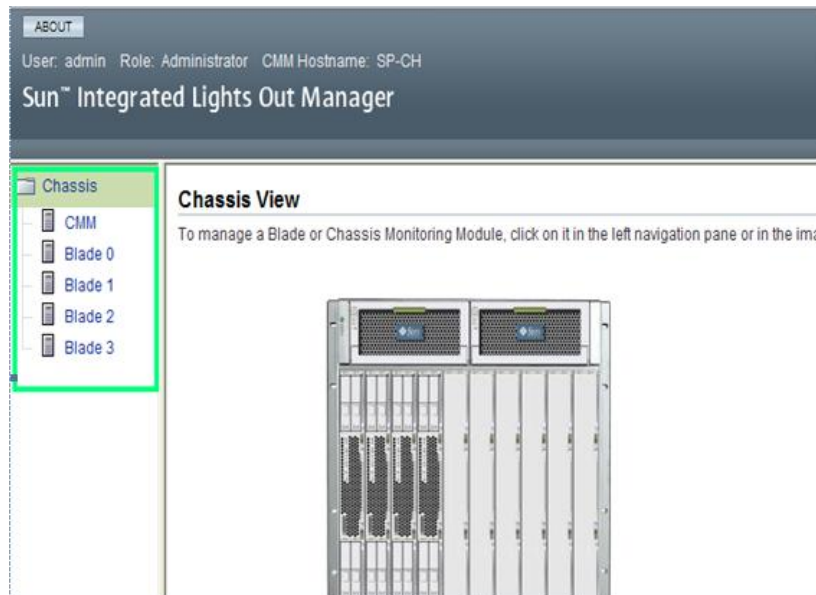 ABOUT
User: admin Role: Administrator CMM Hostname: SP-CH
Sun™ Integrated Lights Out Manager
Chassis
CMM
Blade 0
Blade 1
Blade 2
Blade 3
Chassis View
To manage a Blade or Chassis Monitoring Module, click on it in the left navigation pane or in the ima
Sun
Sun